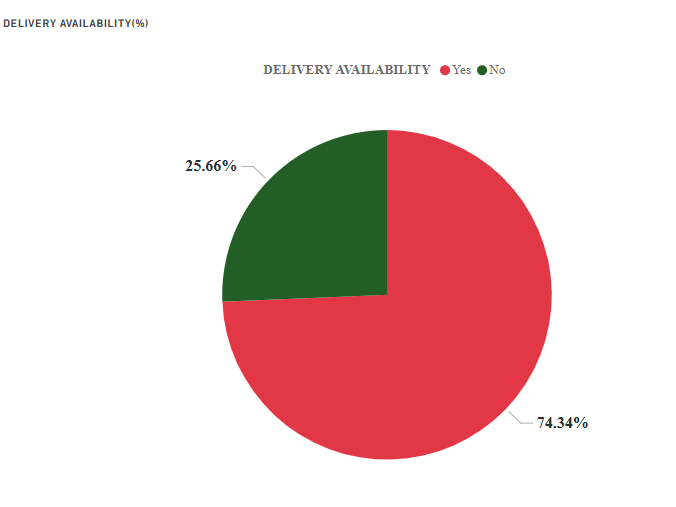 DELIVERY AVAILABILITY(%)
DELIVERY AVAILABILITY Yes No
25.66%
74.34%